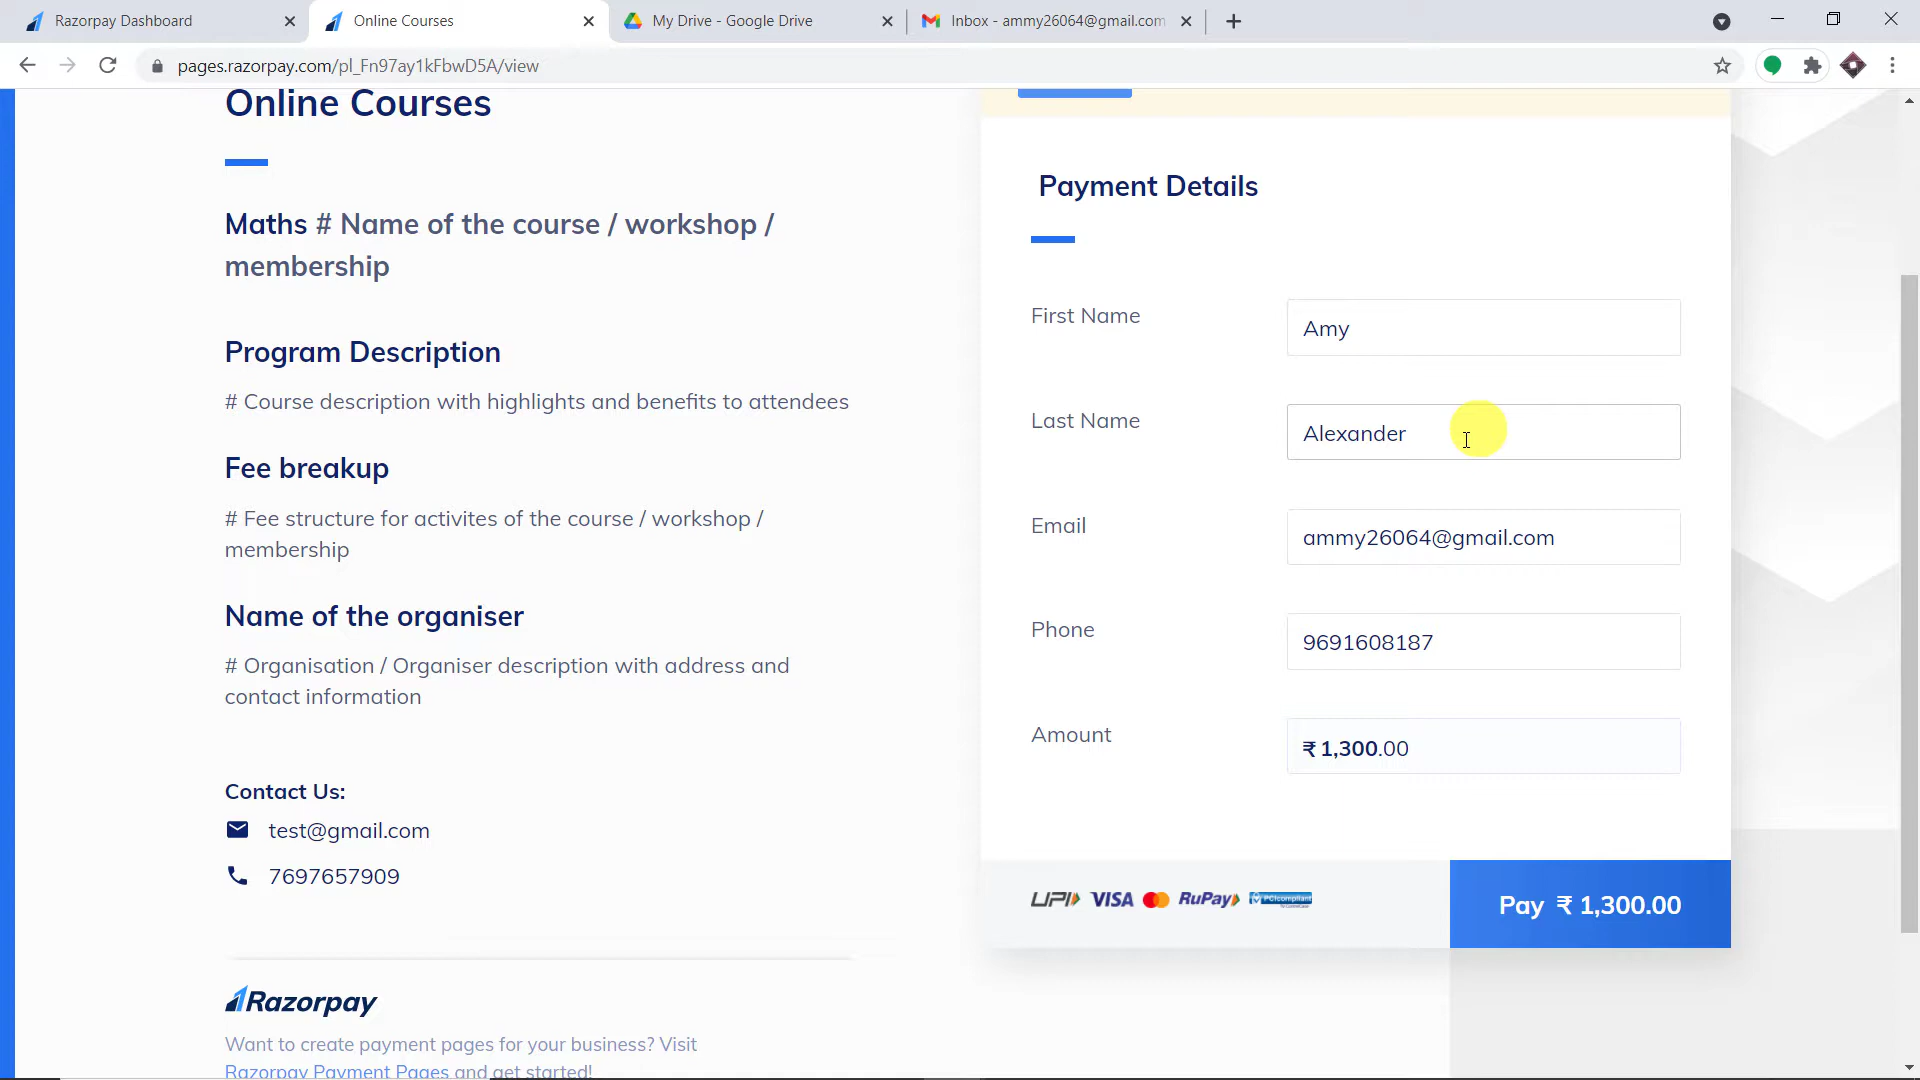 Razorpay Dashboard
Online Courses
My Drive - Google Drive
Inbox - ammy26064@gmail.com
pages.razorpay.com/pl_Fn97ay1kFbwD5A/view
Online Courses
Maths # Name of the course / workshop /
membership
Program Description
# Course description with highlights and benefits to attendees
Fee breakup
# Fee structure for activites of the course / workshop /
membership
Name of the organiser
# Organisation / Organiser description with address and
contact information
Contact Us:
test@gmail.com
7697657909
Razorpay
Want to create payment pages for your business? Visit
Razorpay Payment Pages and get started!
Payment Details
First Name
Amy
Last Name
Alexander
Email
ammy26064@gmail.com
Phone
9691608187
Amount
₹ 1,300.00
UPI VISA RuPay PCI compliant
Pay ₹ 1,300.00